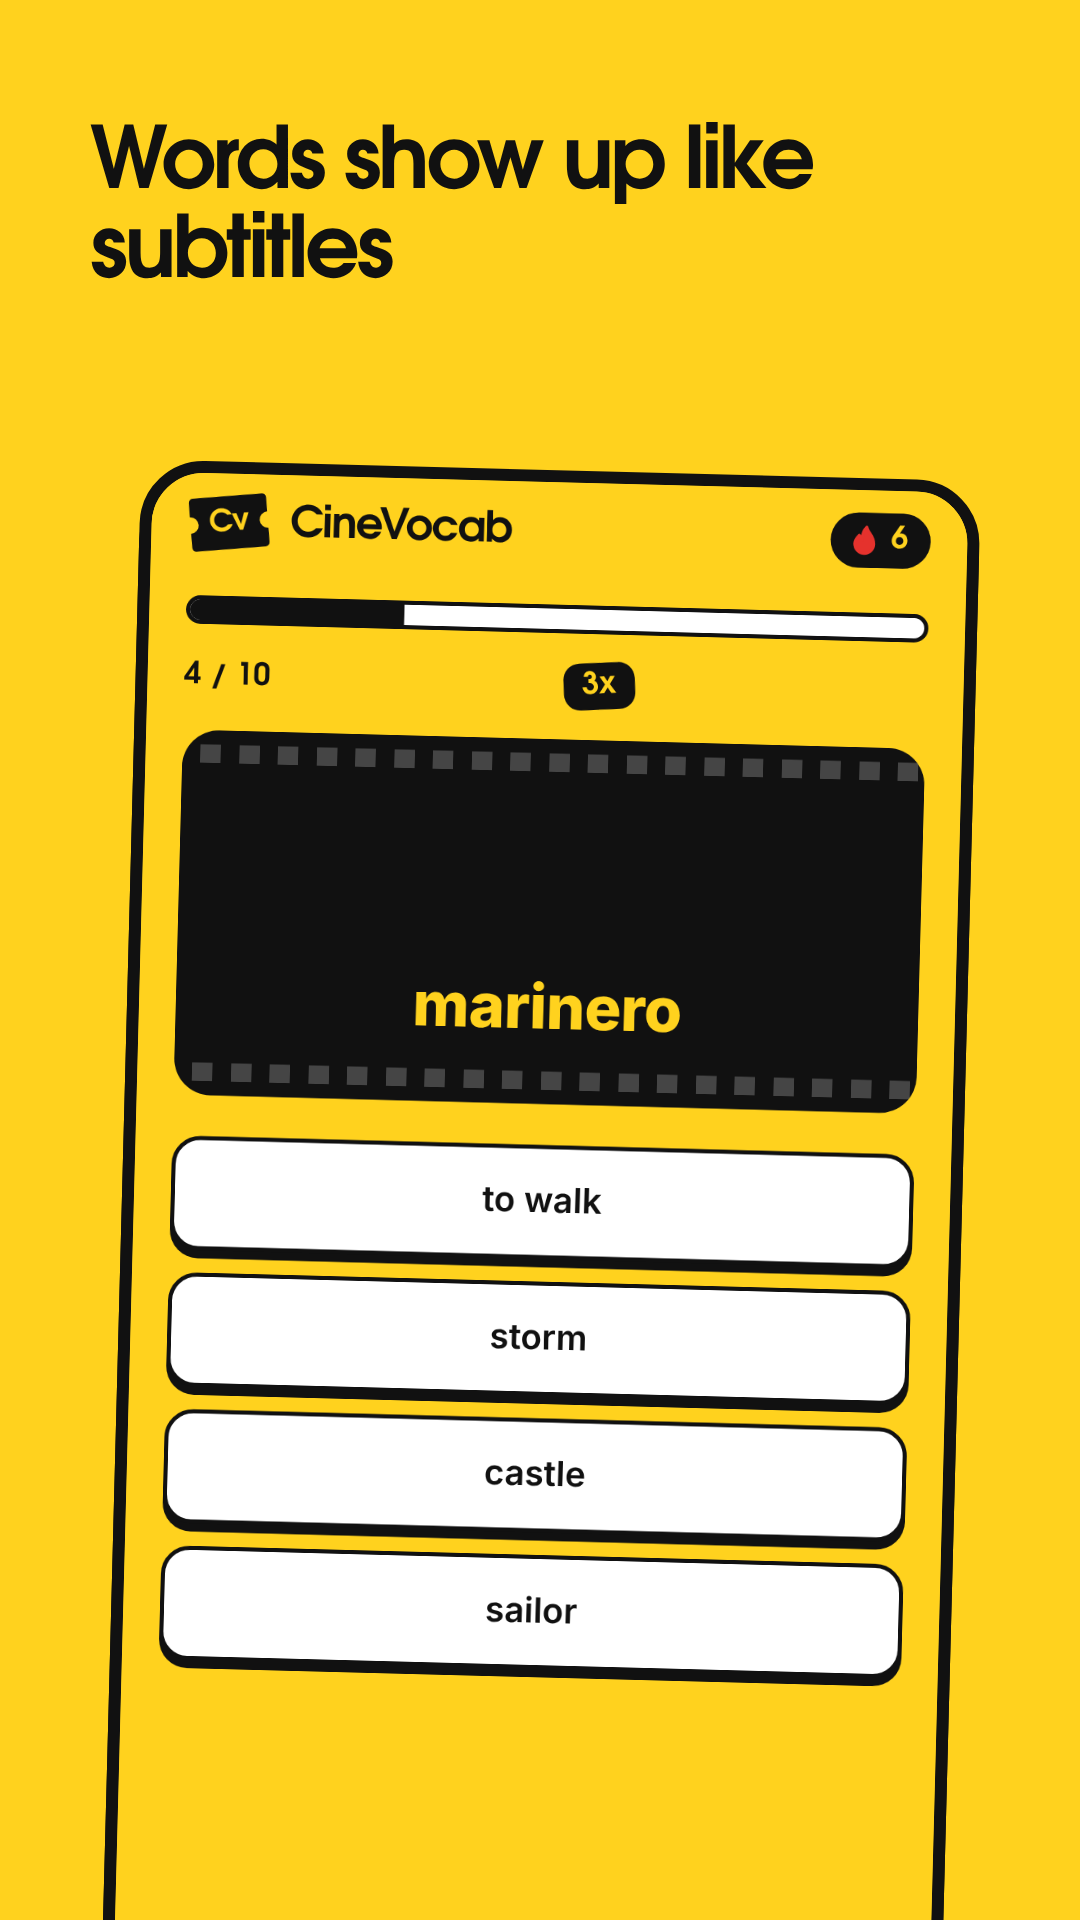 Words show up like
subtitles
Cv CineVocab 6
4 / 10 3x
marinero
to walk
storm
castle
sailor